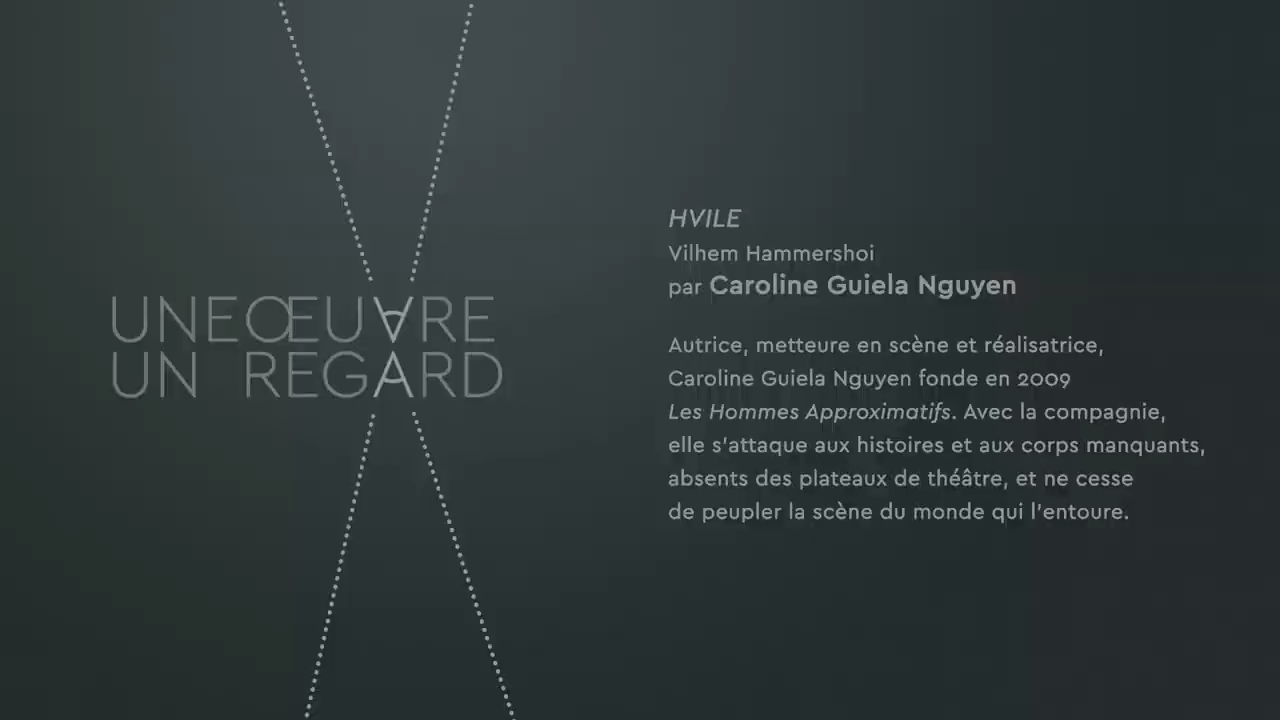 UNEŒUVRE
UN REGARD
HVILE
Vilhem Hammershoi
par Caroline Guiela Nguyen
Autrice, metteure en scène et réalisatrice,
Caroline Guiela Nguyen fonde en 2009
Les Hommes Approximatifs. Avec la compagnie,
elle s'attaque aux histoires et aux corps manquants,
absents des plateaux de théâtre, et ne cesse
de peupler la scène du monde qui l'entoure.